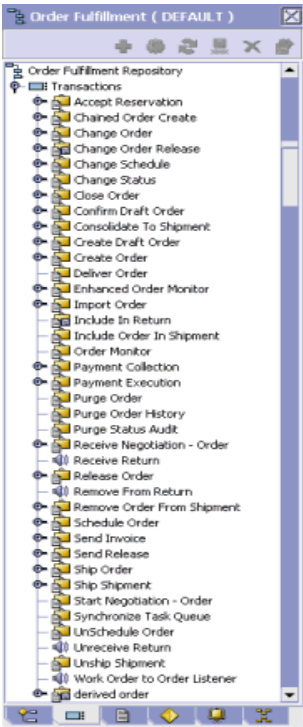 Order Fulfillment ( DEFAULT )
Order Fulfillment Repository
Transactions
Accept Reservation
Chained Order Create
Change Order
Change Order Release
Change Schedule
Change Status
Close Order
Confirm Draft Order
Consolidate To Shipment
Create Draft Order
Create Order
Deliver Order
Enhanced Order Monitor
Import Order
Include In Return
Include Order In Shipment
Order Monitor
Payment Collection
Payment Execution
Purge Order
Purge Order History
Purge Status Audit
Receive Negotiation - Order
Receive Return
Release Order
Remove From Return
Remove Order From Shipment
Schedule Order
Send Invoice
Send Release
Ship Order
Ship Shipment
Start Negotiation - Order
Synchronize Task Queue
UnSchedule Order
Unreceive Return
Unship Shipment
Work Order to Order Listener
derived order